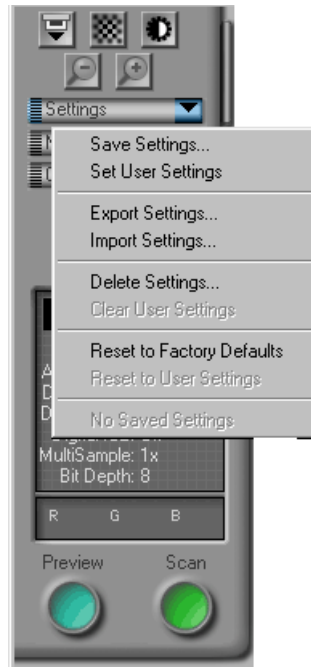 Settings
Save Settings...
Set User Settings
Export Settings...
Import Settings...
Delete Settings...
Clear User Settings
Reset to Factory Defaults
Reset to User Settings
No Saved Settings
MultiSample: 1x
Bit Depth: 8
R G B
Preview Scan